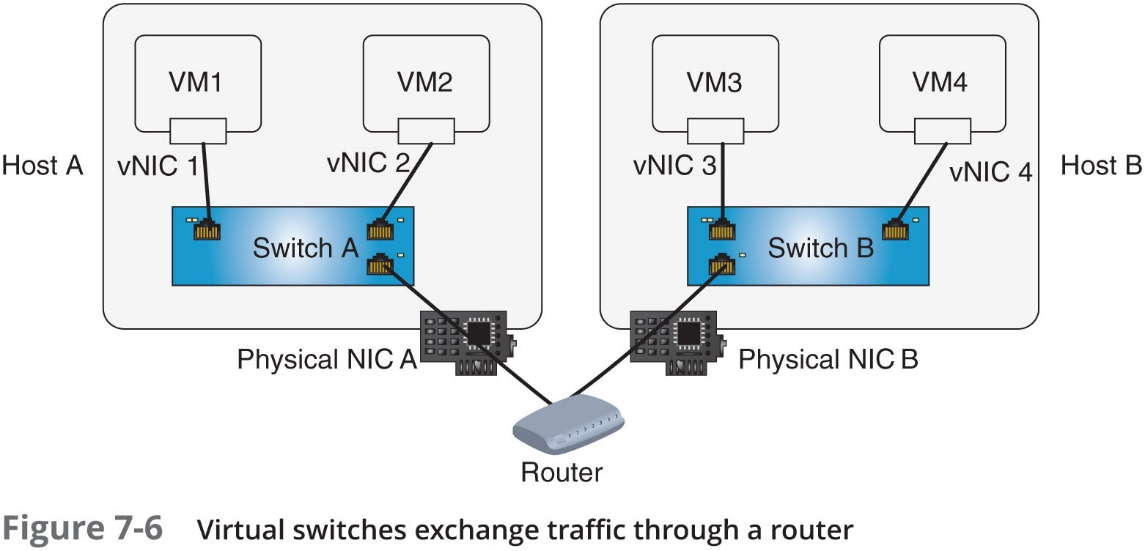 VM1
VM2
VM3
VM4
Host A
vNIC 1
vNIC 2
vNIC 3
vNIC 4
Host B
Switch A
Switch B
Physical NIC A
Physical NIC B
Router
Figure 7-6 Virtual switches exchange traffic through a router